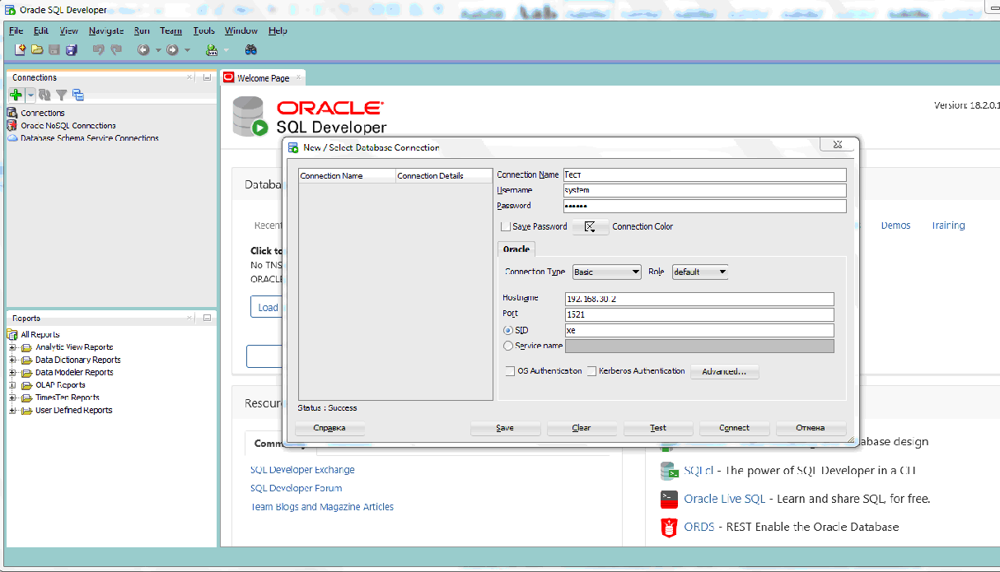 Oracle SQL Developer
File Edit View Navigate Run Team Tools Window Help
Connections
Connections
Oracle NoSQL Connections
Database Schema Service Connections
Reports
All Reports
Analytic View Reports
Data Dictionary Reports
Data Modeler Reports
OLAP Reports
TimesTen Reports
User Defined Reports
Welcome Page
ORACLE
SQL Developer
Version: 18.2.0.1
Databa
Recent
Demos Training
Click to
No TNS
ORACLE
Load
New / Select Database Connection
Connection Name Connection Details
Connection Name Тест
Username system
Password ••••••
Save Password Connection Color
Oracle
Connection Type Basic Role default
Hostname 192.168.30.2
Port 1521
SID xe
Service name
OS Authentication Kerberos Authentication Advanced...
Status : Success
Справка Save Clear Test Connect Отмена
Resour
SQL Developer Exchange
SQL Developer Forum
Team Blogs and Magazine Articles
abase design
SQLcl - The power of SQL Developer in a CLI
Oracle Live SQL - Learn and share SQL, for free.
ORDS - REST Enable the Oracle Database